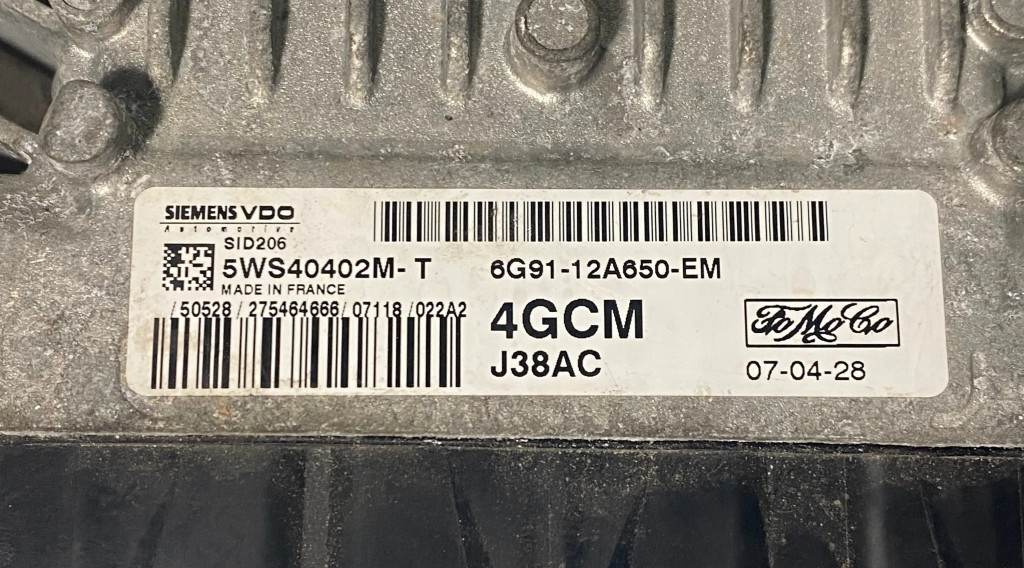 SIEMENS VDO
Automotive
SID206
5WS40402M- T
MADE IN FRANCE
/50528 / 275464666 / 07118 / 022A2
6G91-12A650-EM
4GCM
J38AC
FoMoCo
07-04-28